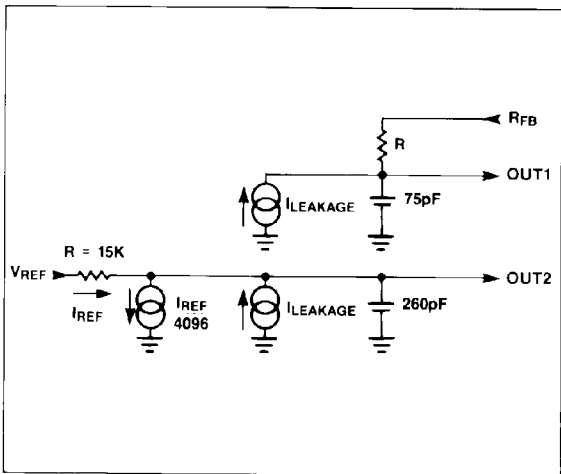 RFB
R
OUT1
ILEAKAGE
75pF
R = 15K
VREF
OUT2
IREF
IREF
4096
ILEAKAGE
260pF